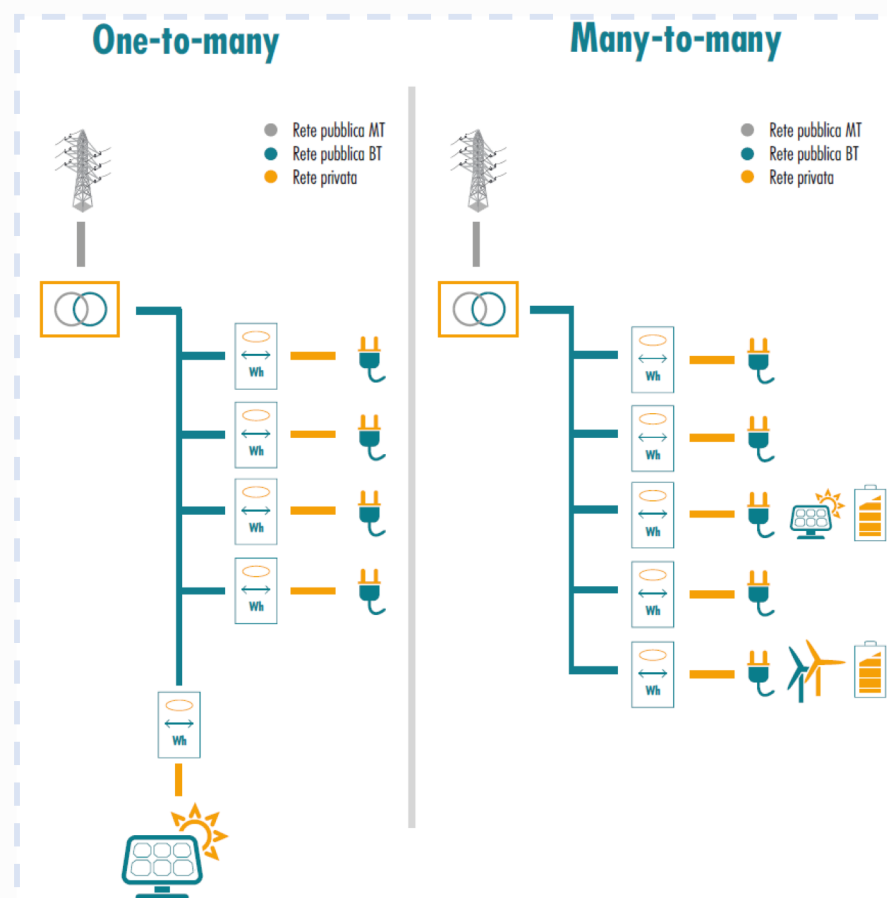 One-to-many
Rete pubblica MT
Rete pubblica BT
Rete privata
Wh
Wh
Wh
Wh
Wh
Many-to-many
Rete pubblica MT
Rete pubblica BT
Rete privata
Wh
Wh
Wh
Wh
Wh